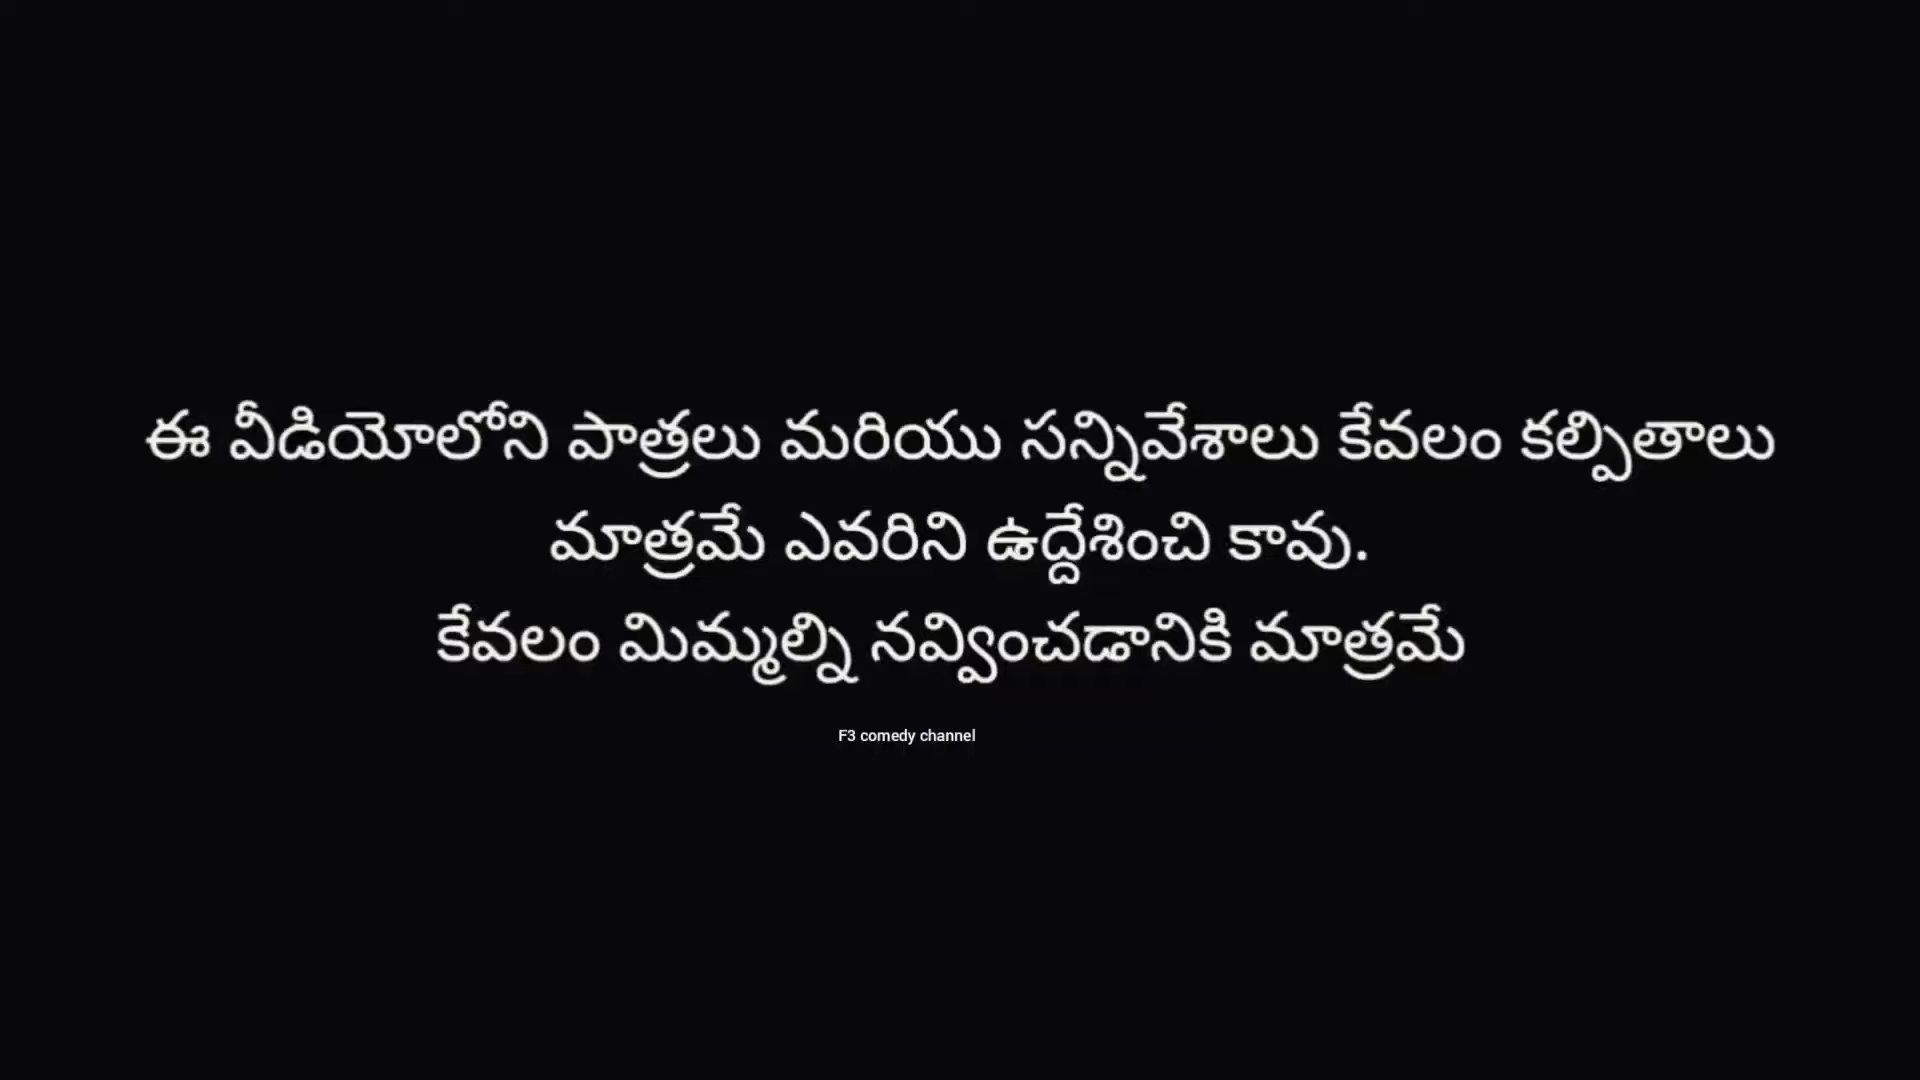 ఈ వీడియోలోని పాత్రలు మరియు సన్నివేశాలు కేవలం కల్పితాలు
మాత్రమే ఎవరిని ఉద్దేశించి కావు.
కేవలం మిమ్మల్ని నవ్వించడానికి మాత్రమే
F3 comedy channel